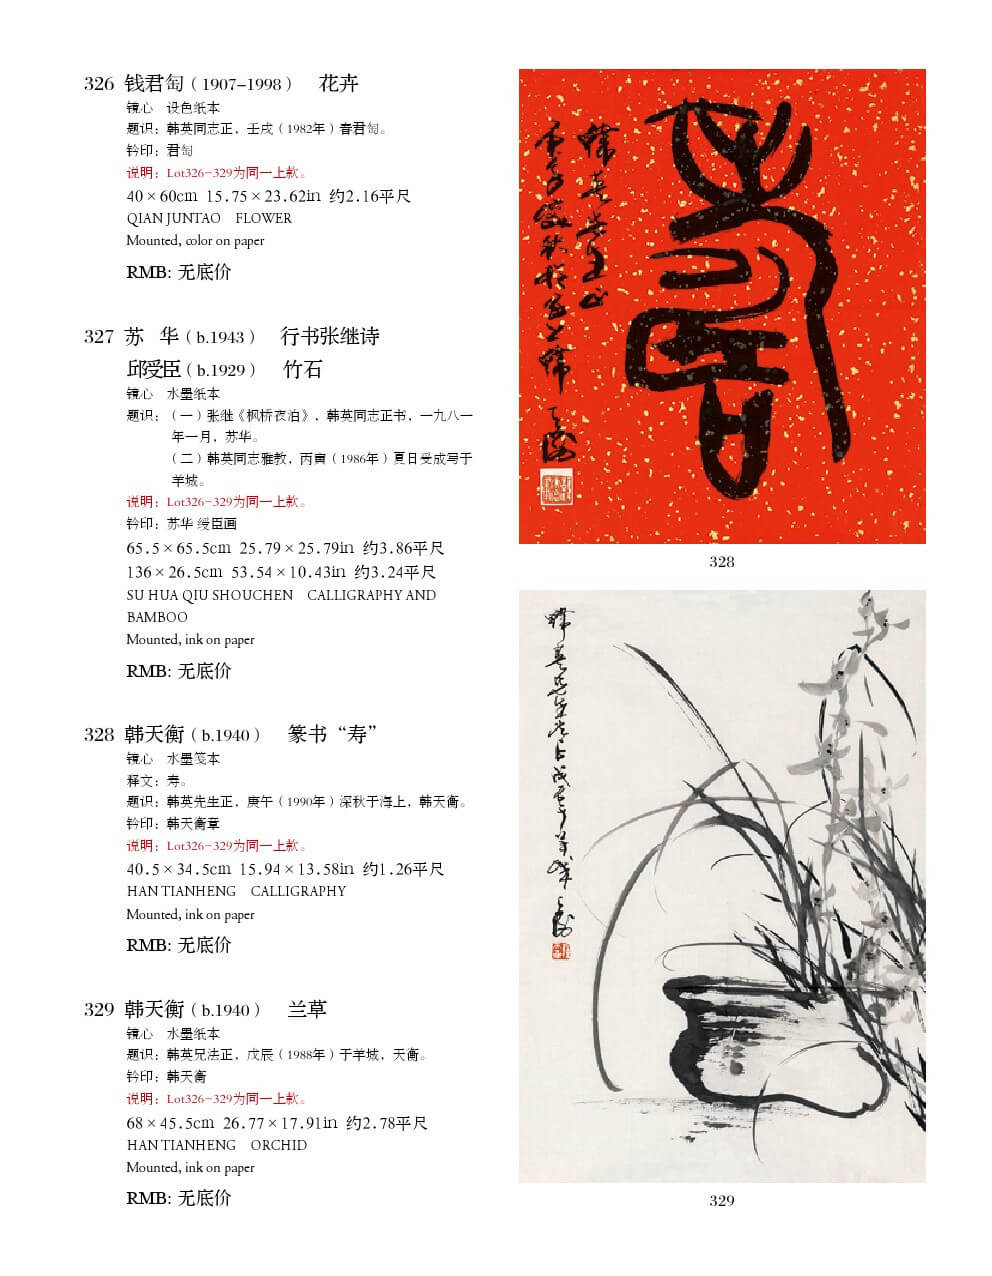 326 钱君匋（1907-1998） 花卉
镜心 设色纸本
题识：韩英同志正，壬戌（1982年）春君匋。
钤印：君匋
说明：Lot326-329为同一上款。
40×60cm 15.75×23.62in 约2.16平尺
QIAN JUNTAO FLOWER
Mounted, color on paper
RMB: 无底价
327 苏 华（b.1943） 行书张继诗
邱受臣（b.1929） 竹石
镜心 水墨纸本
题识：（一）张继《枫桥夜泊》，韩英同志正书，一九八一
年一月，苏华。
（二）韩英同志雅教，丙寅（1986年）夏日受成写于
羊城。
说明：Lot326-329为同一上款。
钤印：苏华 绶臣画
65.5×65.5cm 25.79×25.79in 约3.86平尺
136×26.5cm 53.54×10.43in 约3.24平尺
SU HUA QIU SHOUCHEN CALLIGRAPHY AND
BAMBOO
Mounted, ink on paper
RMB: 无底价
328 韩天衡（b.1940） 篆书“寿”
镜心 水墨笺本
释文：寿。
题识：韩英先生正，庚午（1990年）深秋于海上，韩天衡。
钤印：韩天衡章
说明：Lot326-329为同一上款。
40.5×34.5cm 15.94×13.58in 约1.26平尺
HAN TIANHENG CALLIGRAPHY
Mounted, ink on paper
RMB: 无底价
329 韩天衡（b.1940） 兰草
镜心 水墨纸本
题识：韩英兄法正，戊辰（1988年）于羊城，天衡。
钤印：韩天衡
说明：Lot326-329为同一上款。
68×45.5cm 26.77×17.91in 约2.78平尺
HAN TIANHENG ORCHID
Mounted, ink on paper
RMB: 无底价
328
329